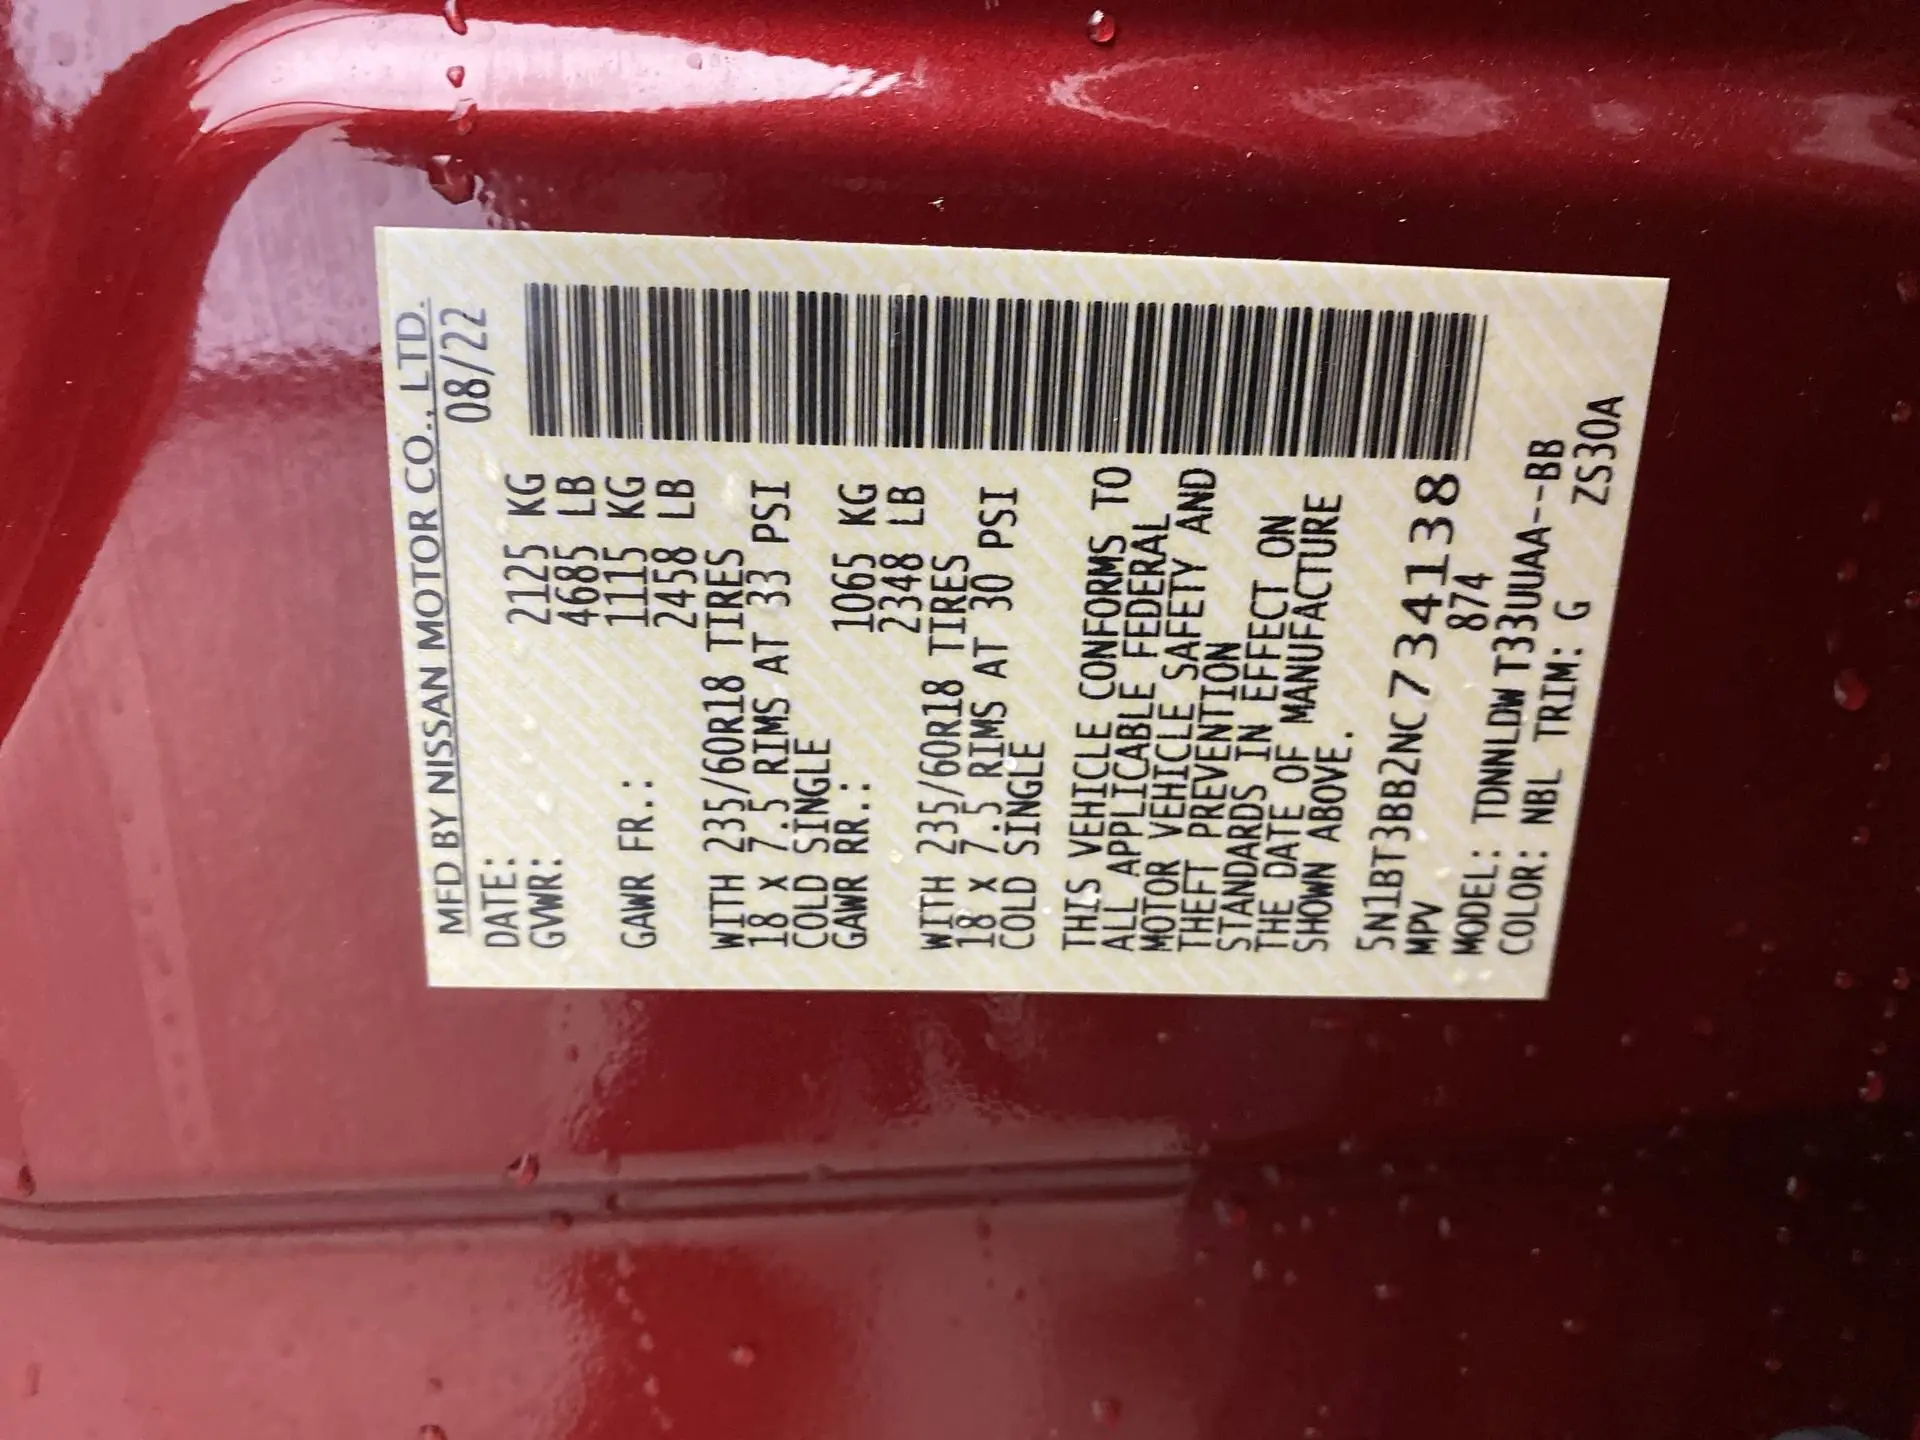 MFD BY NISSAN MOTOR CO., LTD.
DATE: 08/22
GVWR: 2125 KG
4685 LB
GAWR FR.: 1115 KG
2458 LB
WITH 235/60R18 TIRES
18 X 7.5 RIMS AT 33 PSI
COLD SINGLE
GAWR RR.: 1065 KG
2348 LB
WITH 235/60R18 TIRES
18 X 7.5 RIMS AT 30 PSI
COLD SINGLE
THIS VEHICLE CONFORMS TO
ALL APPLICABLE FEDERAL
MOTOR VEHICLE SAFETY AND
THEFT PREVENTION
STANDARDS IN EFFECT ON
THE DATE OF MANUFACTURE
SHOWN ABOVE.
5N1BT3BB2NC734138
MPV 874
MODEL: TDNNLDW T33UUAA--BB
COLOR: NBL TRIM: G ZS30A